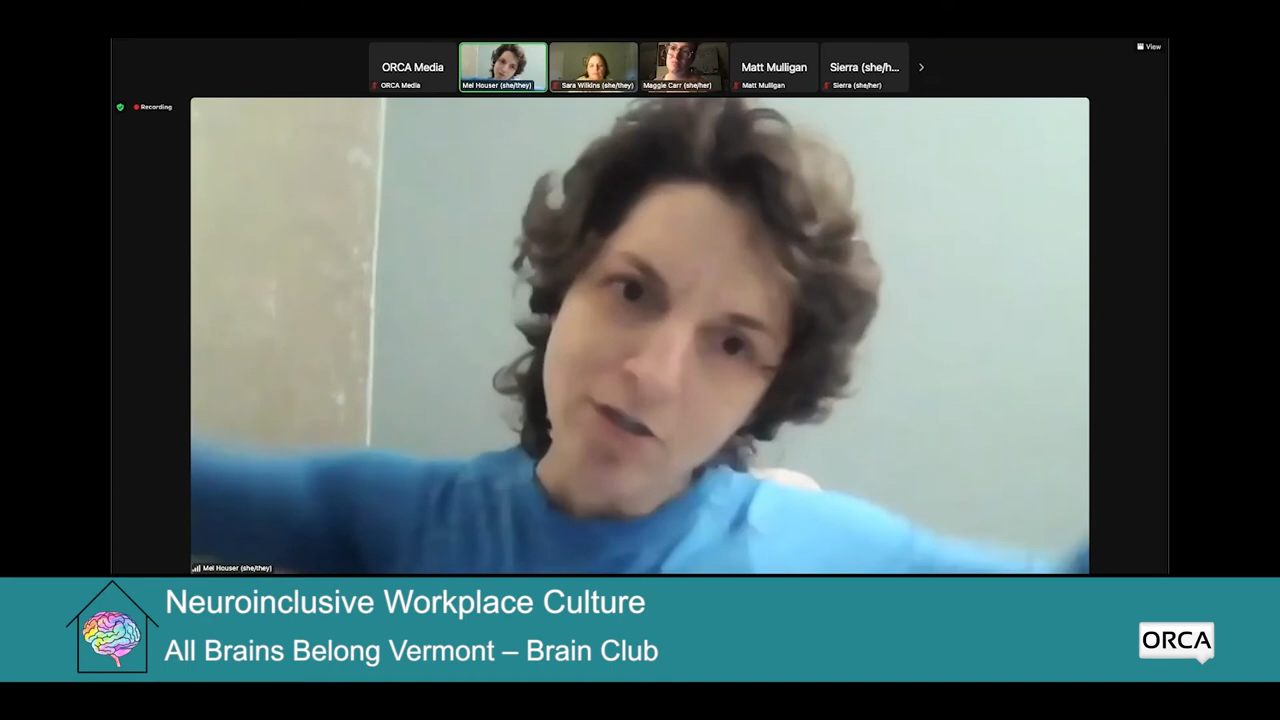 View
ORCA Media
ORCA Media
Mel Houser (she/they)
Sara Wilkins (she/they)
Maggie Carr (she/her)
Matt Mulligan
Matt Mulligan
Sierra (she/h...
Sierra (she/her)
Recording
Mel Houser (she/they)
Neuroinclusive Workplace Culture
All Brains Belong Vermont – Brain Club
ORCA